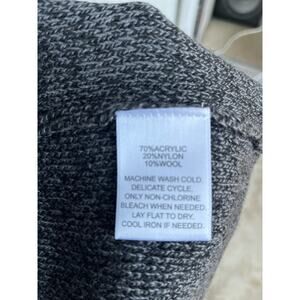 70%ACRYLIC
20%NYLON
10%WOOL
MACHINE WASH COLD.
DELICATE CYCLE,
ONLY NON-CHLORINE
BLEACH WHEN NEEDED.
LAY FLAT TO DRY.
COOL IRON IF NEEDED.